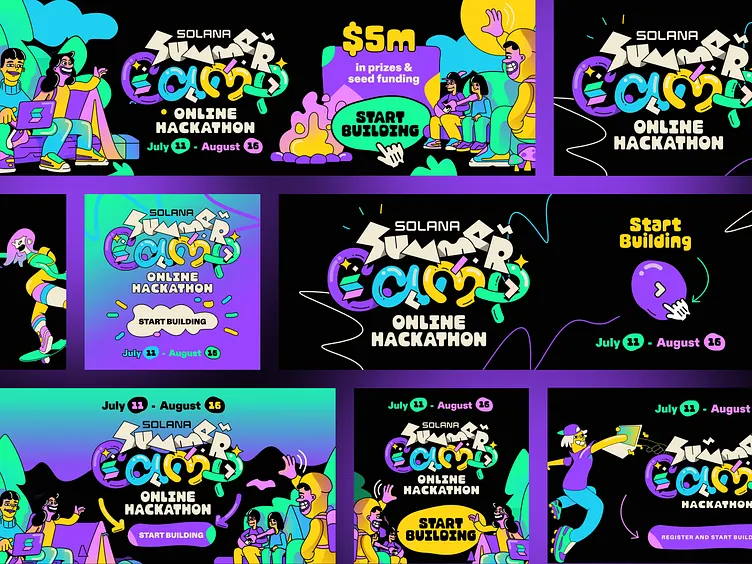 SOLANA
SUMMER
CAMP
ONLINE
HACKATHON
July 11 - August 16
$5m
in prizes &
seed funding
START
BUILDING
SOLANA
SUMMER
CAMP
ONLINE
HACKATHON
SOLANA
SUMMER
CAMP
ONLINE
HACKATHON
START BUILDING
July 11 - August 16
SOLANA
SUMMER
CAMP
ONLINE
HACKATHON
Start
Building
July 11 - August 16
July 11 - August 16
SOLANA
SUMMER
CAMP
ONLINE
HACKATHON
START BUILDING
July 11 - August 16
SOLANA
SUMMER
CAMP
ONLINE
HACKATHON
START
BUILDING
July 11 - August
SOLANA
SUMMER
CAMP
ONLINE
HACKATHON
REGISTER AND START BUILD